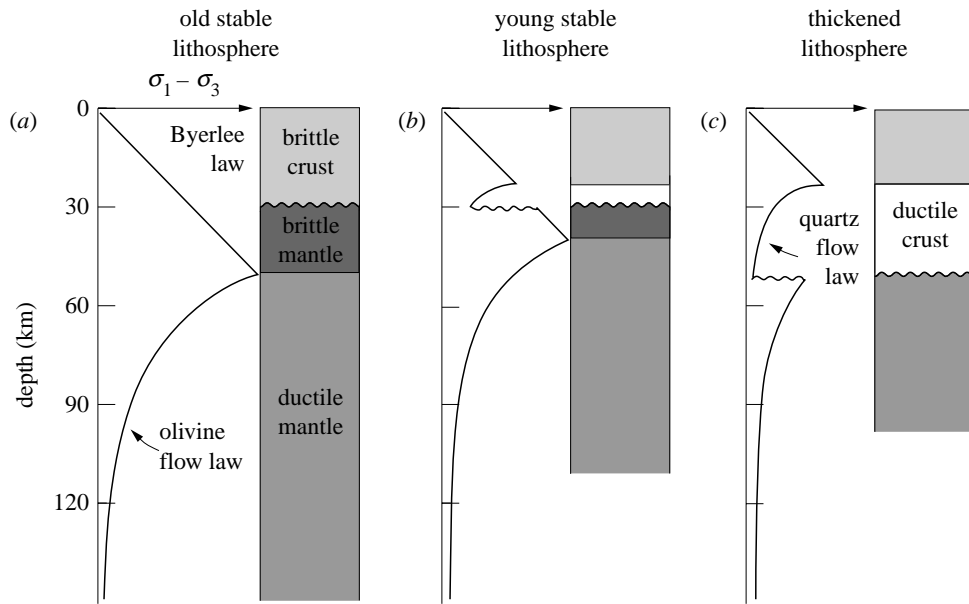 old stable
lithosphere
young stable
lithosphere
thickened
lithosphere
σ₁ – σ₃
(a)
(b)
(c)
0
30
60
90
120
depth (km)
Byerlee
law
brittle
crust
brittle
mantle
ductile
mantle
olivine
flow law
quartz
flow
law
ductile
crust